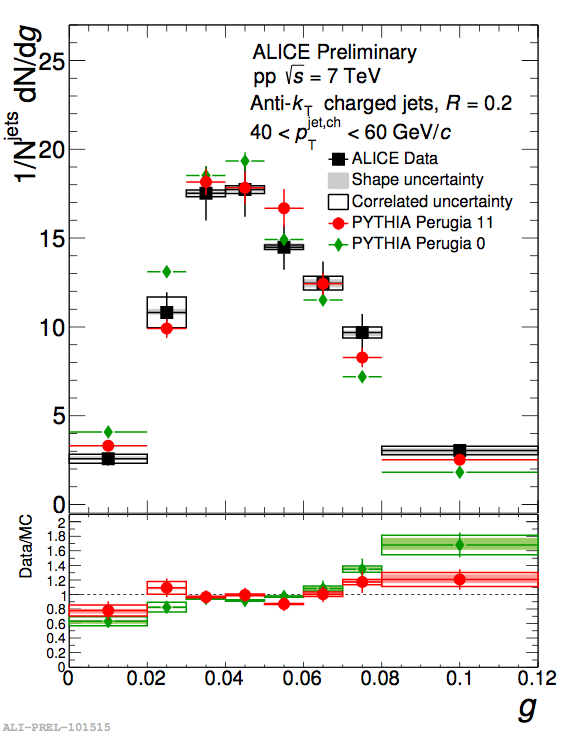 1/N^jets dN/dg
25
20
15
10
5
0
ALICE Preliminary
pp √s = 7 TeV
Anti-k_T charged jets, R = 0.2
40 < p_T^jet,ch < 60 GeV/c
ALICE Data
Shape uncertainty
Correlated uncertainty
PYTHIA Perugia 11
PYTHIA Perugia 0
Data/MC
2
1.8
1.6
1.4
1.2
1
0.8
0.6
0.4
0.2
0
0 0.02 0.04 0.06 0.08 0.1 0.12
g
ALI-PREL-101515